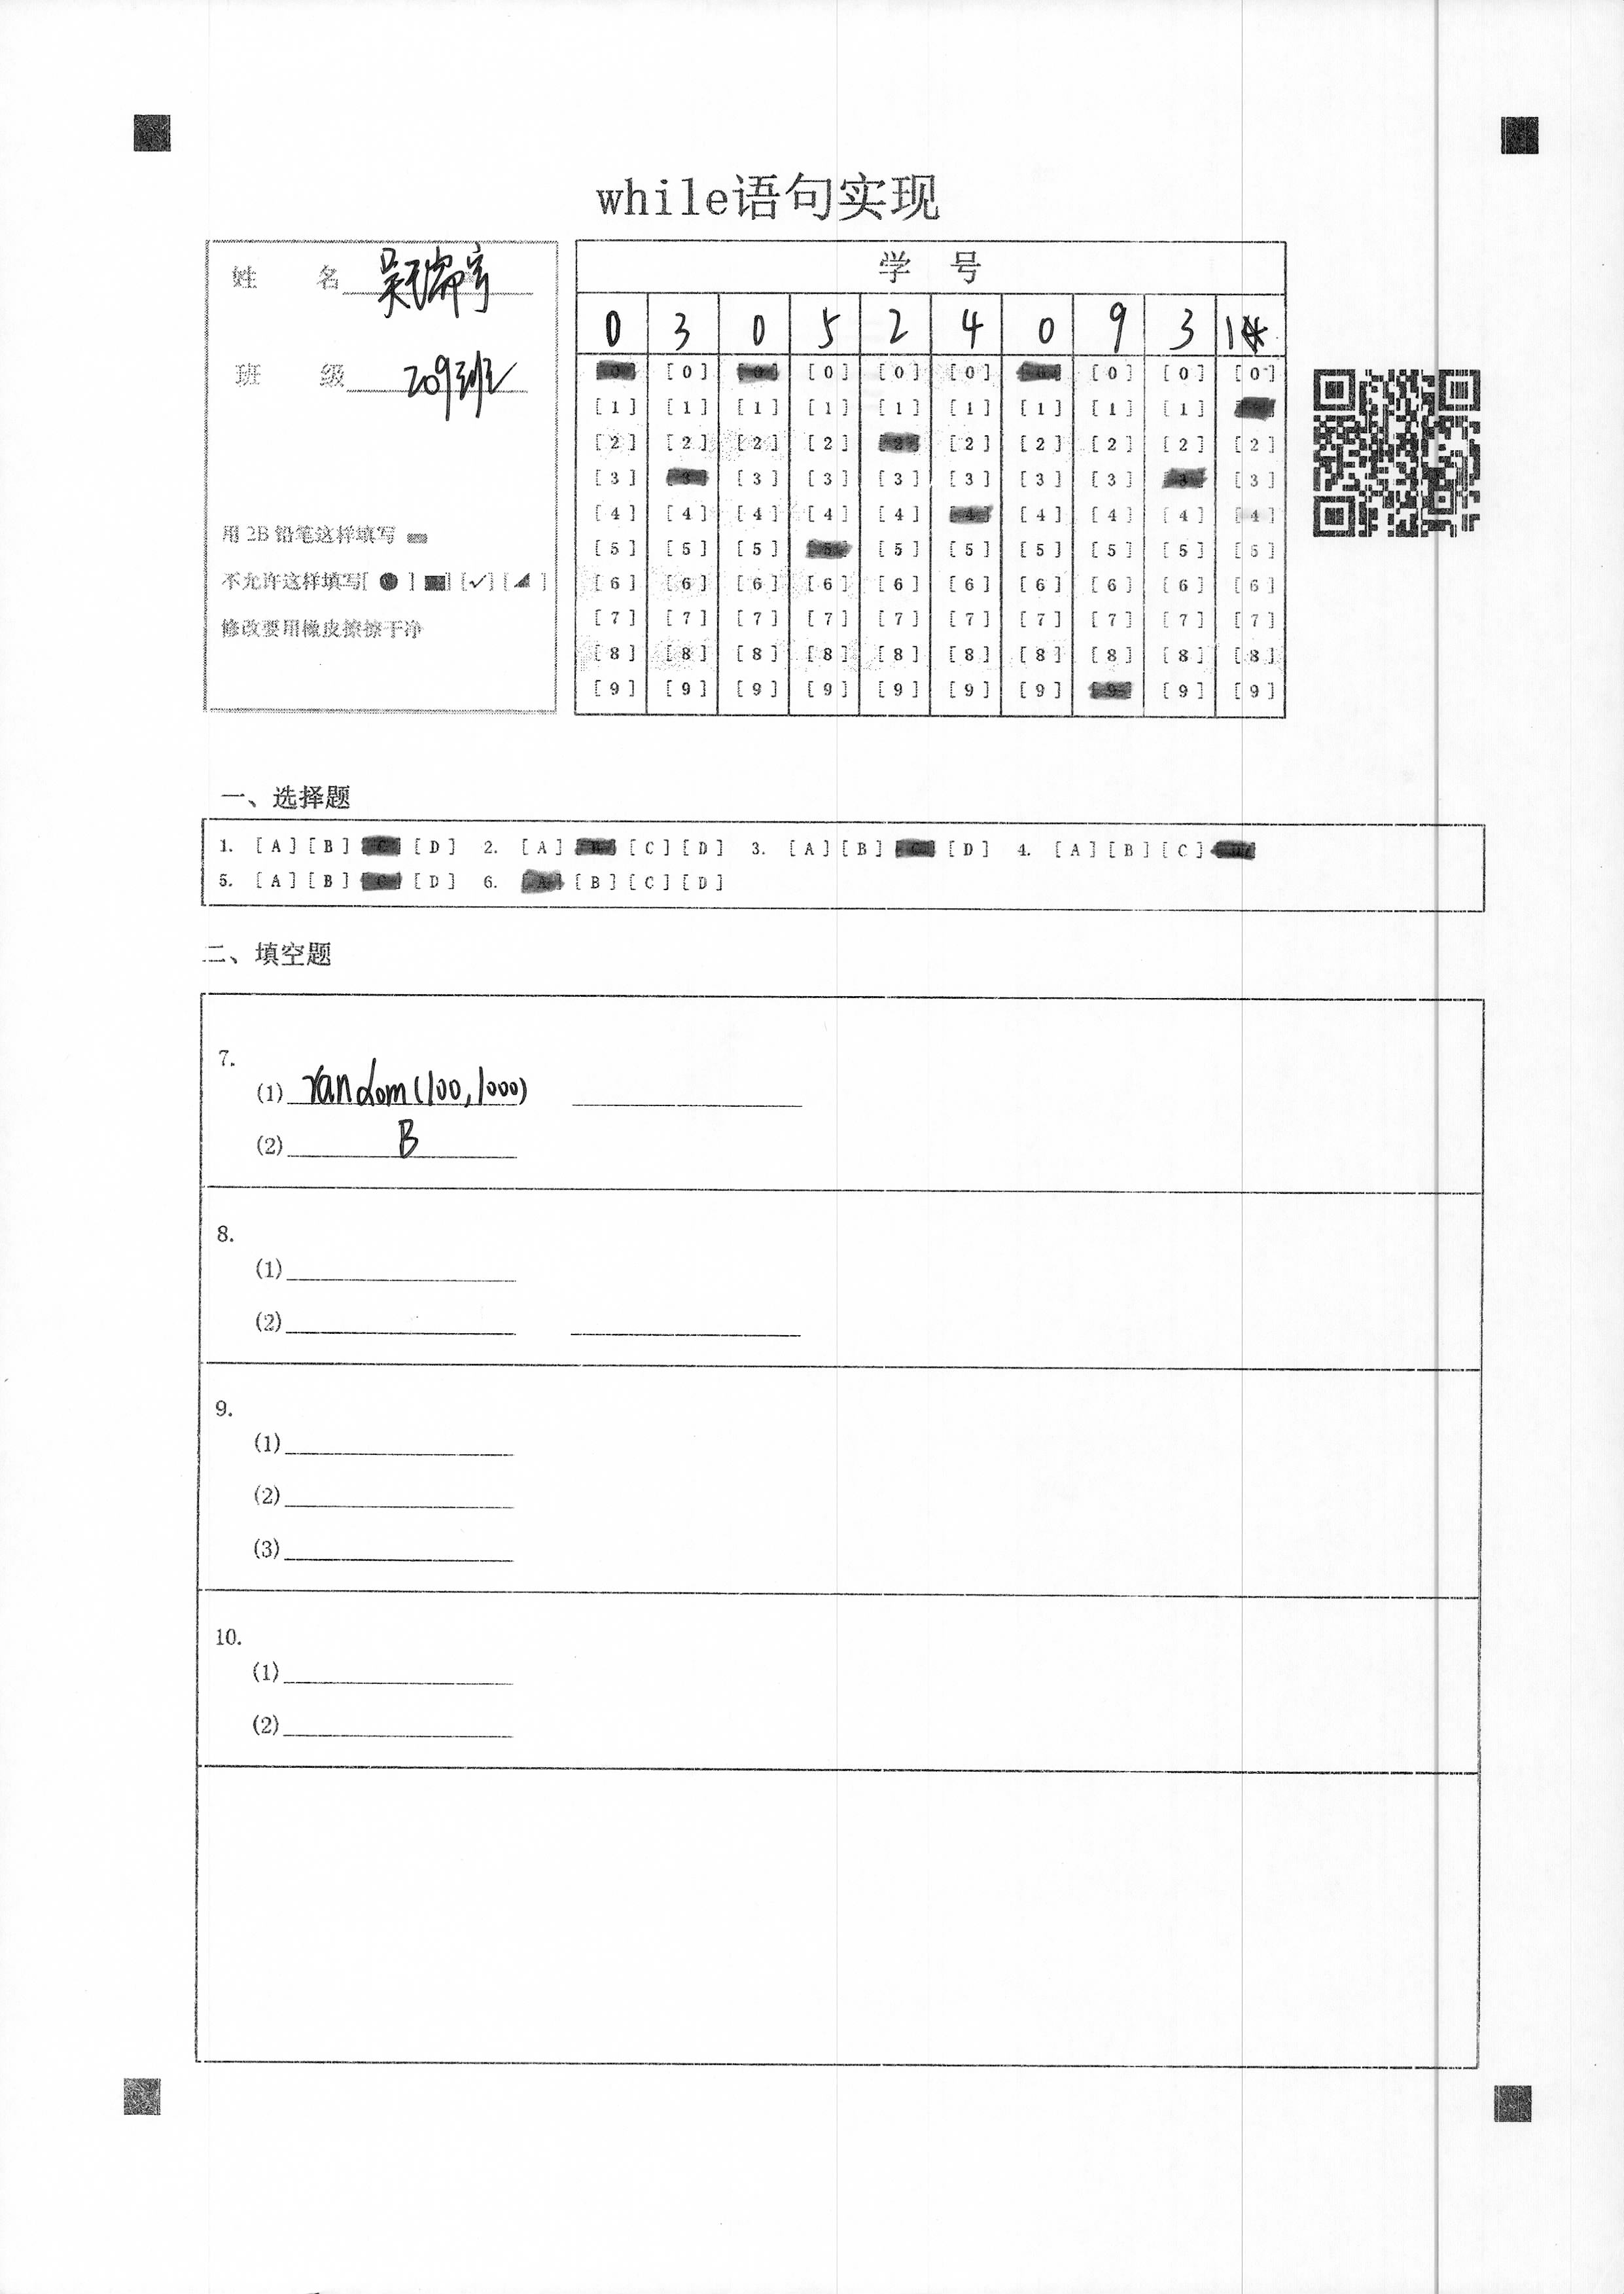 while语句实现
姓 名 吴瑞宇
班 级 209班
用 2B 铅笔这样填写
不允许这样填写[ ● ] [■] [✓] [◢ ]
修改要用橡皮擦擦干净
学 号
0 3 0 5 2 4 0 9 3 1
[0] [0] [0] [0] [0] [0] [0] [0] [0] [0]
[1] [1] [1] [1] [1] [1] [1] [1] [1]
[2] [2] [2] [2] [2] [2] [2] [2] [2] [2]
[3] [3] [3] [3] [3] [3] [3] [3] [3] [3]
[4] [4] [4] [4] [4] [4] [4] [4] [4] [4]
[5] [5] [5] [5] [5] [5] [5] [5] [5] [5]
[6] [6] [6] [6] [6] [6] [6] [6] [6] [6]
[7] [7] [7] [7] [7] [7] [7] [7] [7] [7]
[8] [8] [8] [8] [8] [8] [8] [8] [8] [8]
[9] [9] [9] [9] [9] [9] [9] [9] [9] [9]
一、选择题
1. [A] [B] [C] [D] 2. [A] [B] [C] [D] 3. [A] [B] [C] [D] 4. [A] [B] [C] [D]
5. [A] [B] [C] [D] 6. [A] [B] [C] [D]
二、填空题
7.
(1) random(100,1000)
(2) B
8.
(1)
(2)
9.
(1)
(2)
(3)
10.
(1)
(2)